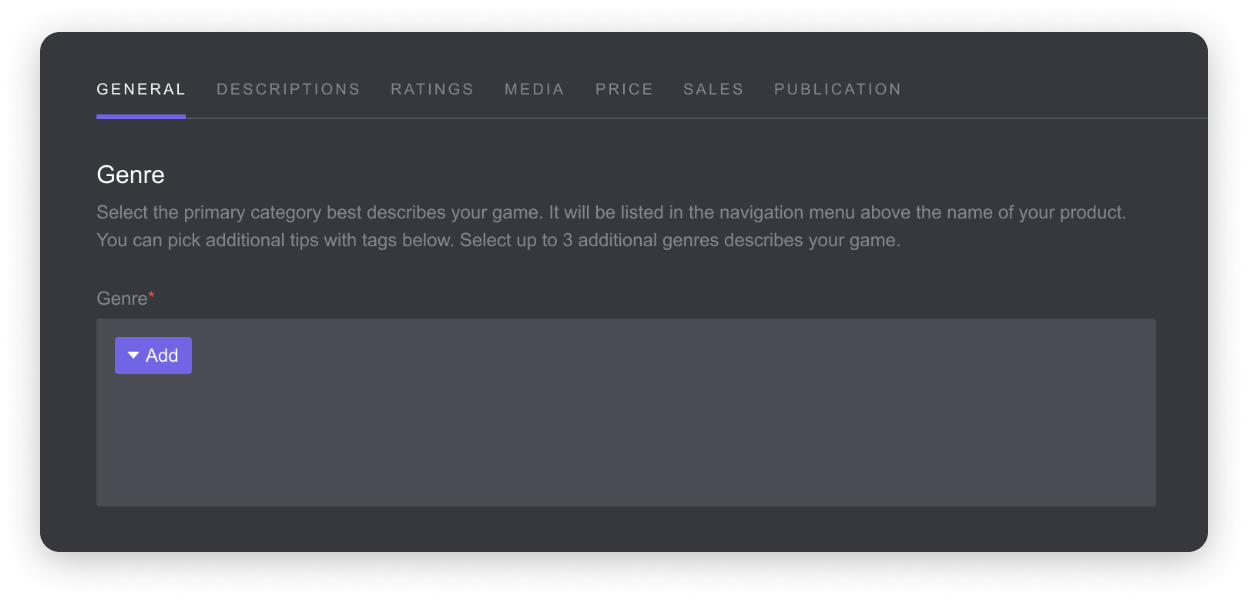 GENERAL DESCRIPTIONS RATINGS MEDIA PRICE SALES PUBLICATION
Genre
Select the primary category best describes your game. It will be listed in the navigation menu above the name of your product.
You can pick additional tips with tags below. Select up to 3 additional genres describes your game.
Genre*
Add